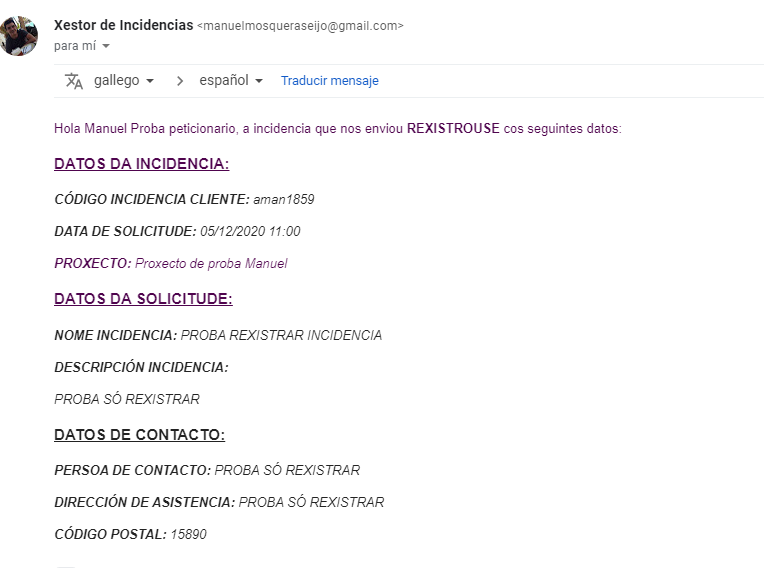 Xestor de Incidencias <manuelmosqueraseijo@gmail.com>
para mí
gallego > español Traducir mensaje
Hola Manuel Proba peticionario, a incidencia que nos enviou REXISTROUSE cos seguintes datos:
DATOS DA INCIDENCIA:
CÓDIGO INCIDENCIA CLIENTE: aman1859
DATA DE SOLICITUDE: 05/12/2020 11:00
PROXECTO: Proxecto de proba Manuel
DATOS DA SOLICITUDE:
NOME INCIDENCIA: PROBA REXISTRAR INCIDENCIA
DESCRIPCIÓN INCIDENCIA:
PROBA SÓ REXISTRAR
DATOS DE CONTACTO:
PERSOA DE CONTACTO: PROBA SÓ REXISTRAR
DIRECCIÓN DE ASISTENCIA: PROBA SÓ REXISTRAR
CÓDIGO POSTAL: 15890